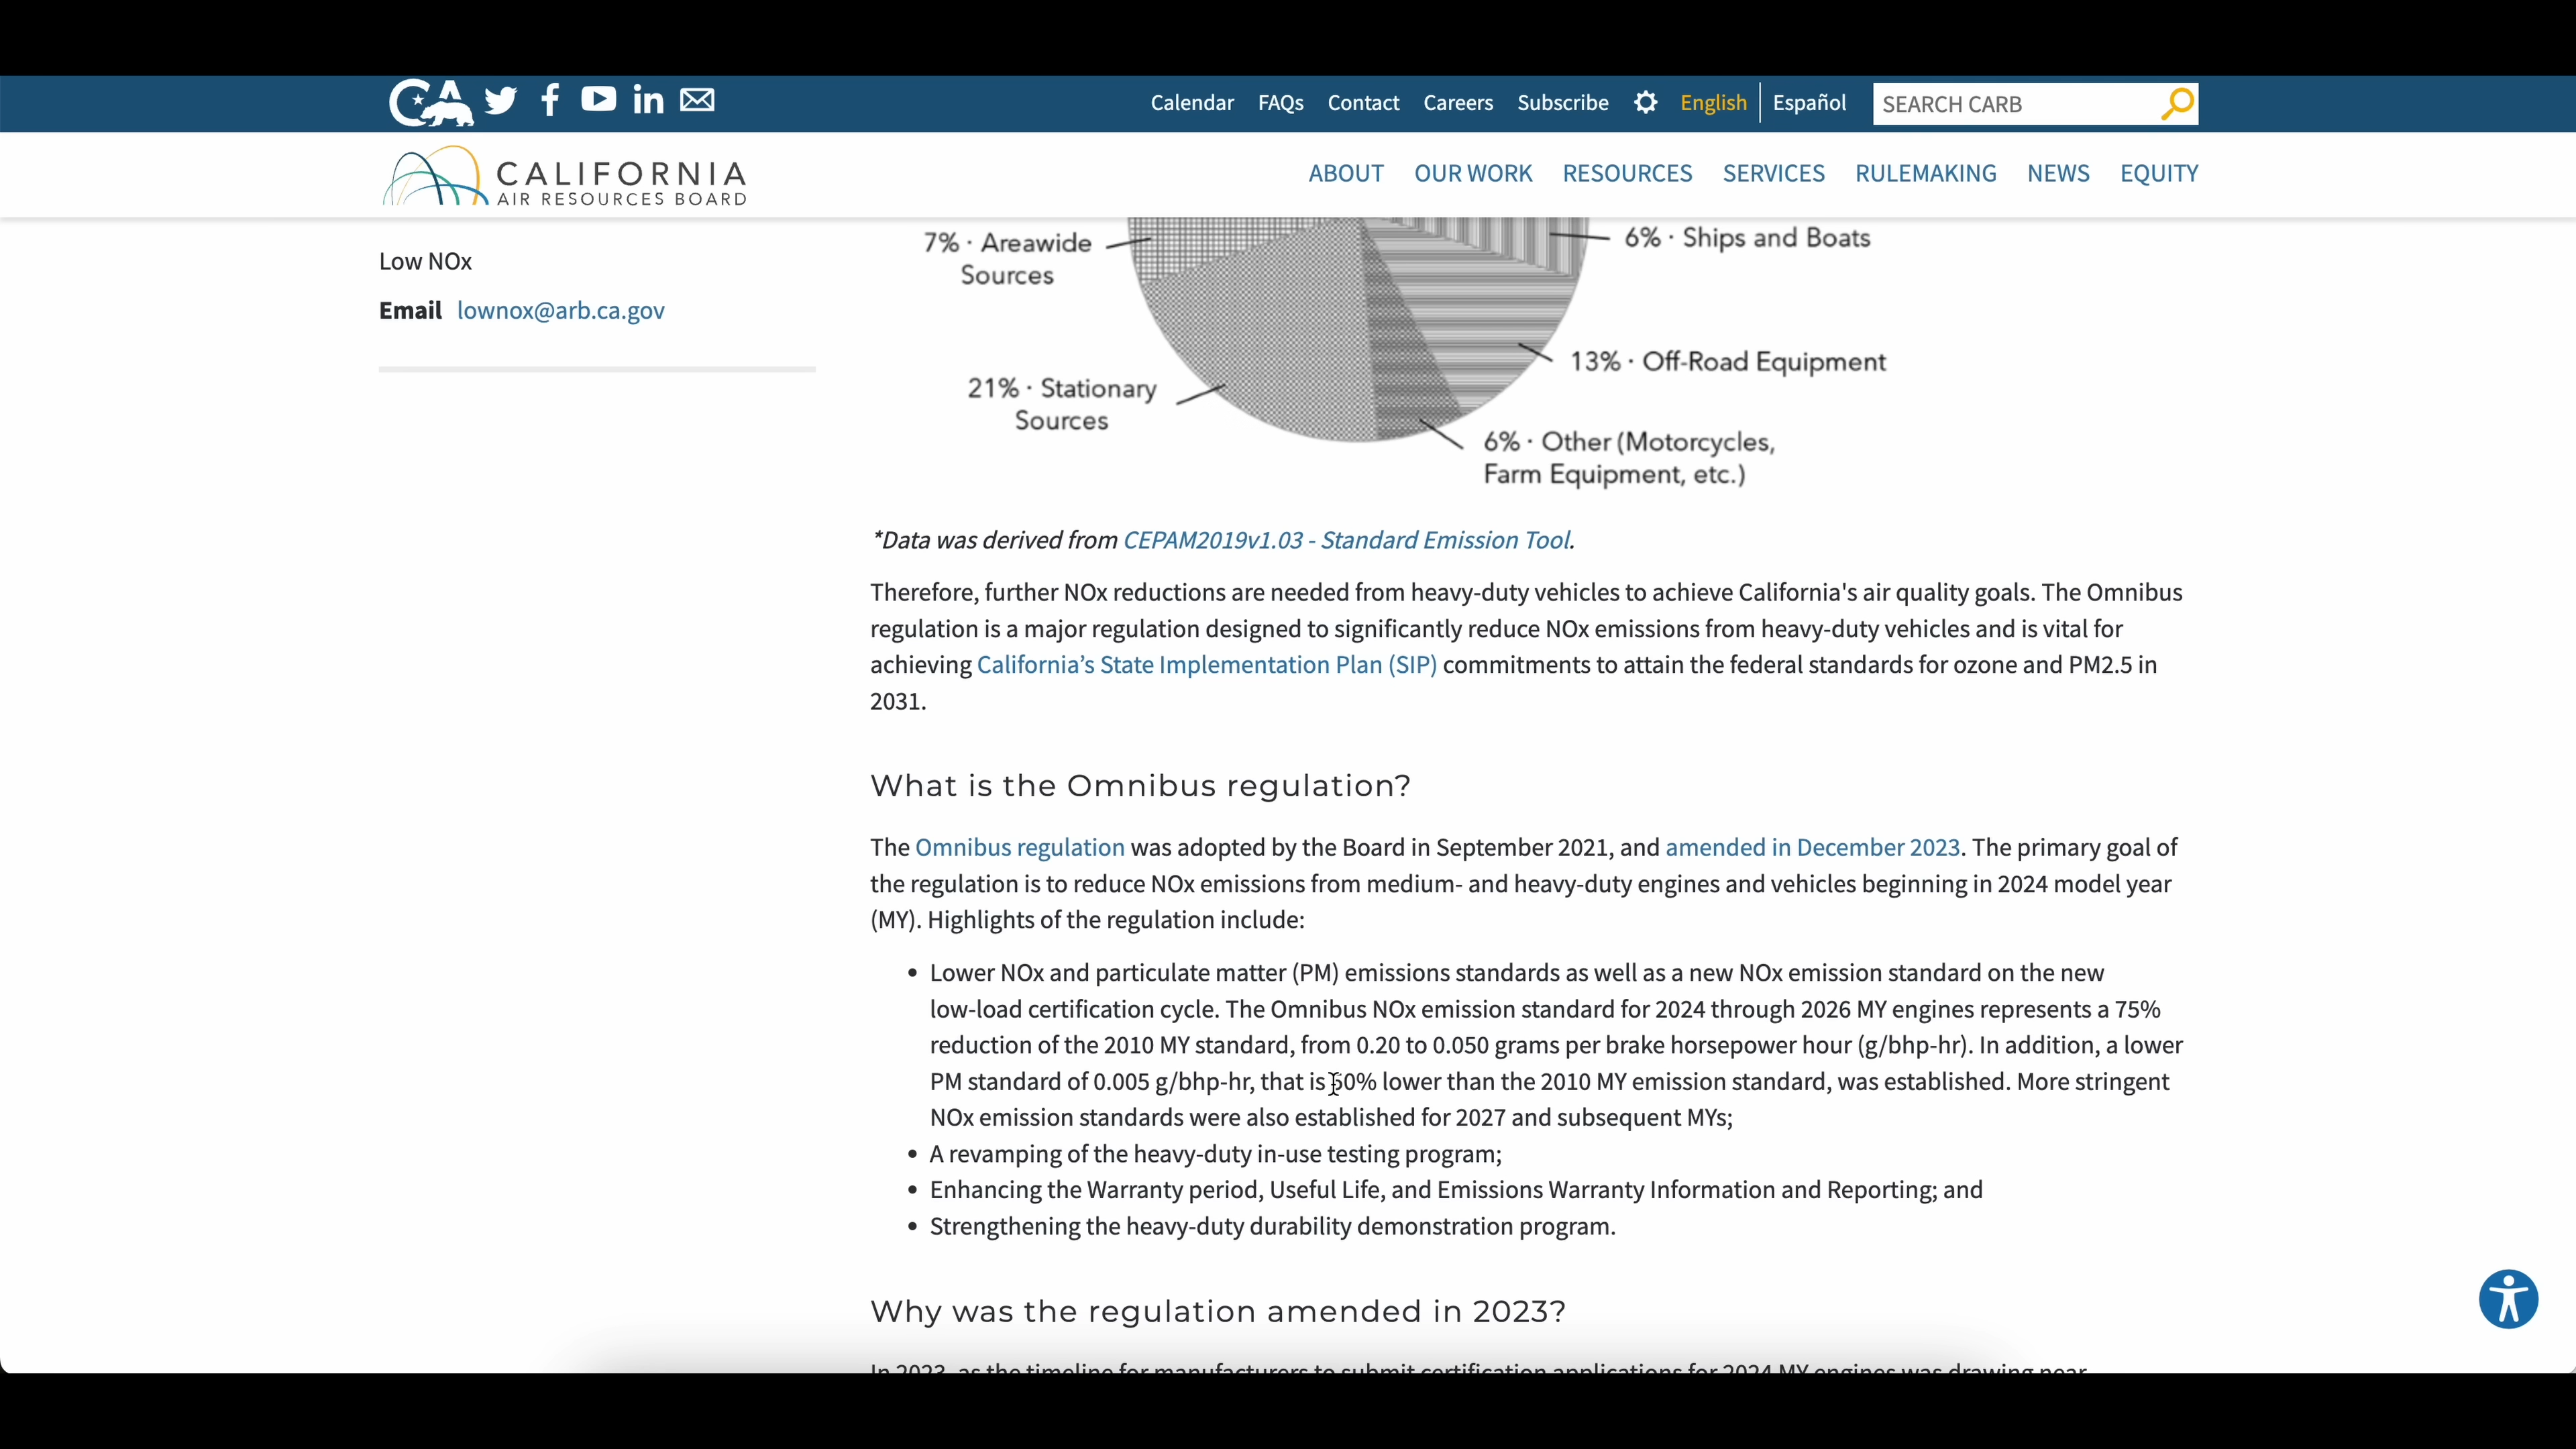 CA
Calendar FAQs Contact Careers Subscribe English Español SEARCH CARB
CALIFORNIA
AIR RESOURCES BOARD
ABOUT OUR WORK RESOURCES SERVICES RULEMAKING NEWS EQUITY
Low NOx
Email lownox@arb.ca.gov
7% · Areawide
Sources
6% · Ships and Boats
13% · Off-Road Equipment
21% · Stationary
Sources
6% · Other (Motorcycles,
Farm Equipment, etc.)
*Data was derived from CEPAM2019v1.03 - Standard Emission Tool.
Therefore, further NOx reductions are needed from heavy-duty vehicles to achieve California's air quality goals. The Omnibus
regulation is a major regulation designed to significantly reduce NOx emissions from heavy-duty vehicles and is vital for
achieving California’s State Implementation Plan (SIP) commitments to attain the federal standards for ozone and PM2.5 in
2031.
What is the Omnibus regulation?
The Omnibus regulation was adopted by the Board in September 2021, and amended in December 2023. The primary goal of
the regulation is to reduce NOx emissions from medium- and heavy-duty engines and vehicles beginning in 2024 model year
(MY). Highlights of the regulation include:
• Lower NOx and particulate matter (PM) emissions standards as well as a new NOx emission standard on the new
low-load certification cycle. The Omnibus NOx emission standard for 2024 through 2026 MY engines represents a 75%
reduction of the 2010 MY standard, from 0.20 to 0.050 grams per brake horsepower hour (g/bhp-hr). In addition, a lower
PM standard of 0.005 g/bhp-hr, that is 50% lower than the 2010 MY emission standard, was established. More stringent
NOx emission standards were also established for 2027 and subsequent MYs;
• A revamping of the heavy-duty in-use testing program;
• Enhancing the Warranty period, Useful Life, and Emissions Warranty Information and Reporting; and
• Strengthening the heavy-duty durability demonstration program.
Why was the regulation amended in 2023?
In 2023, as the timeline for manufacturers to submit certification applications for 2024 MY engines was drawing near